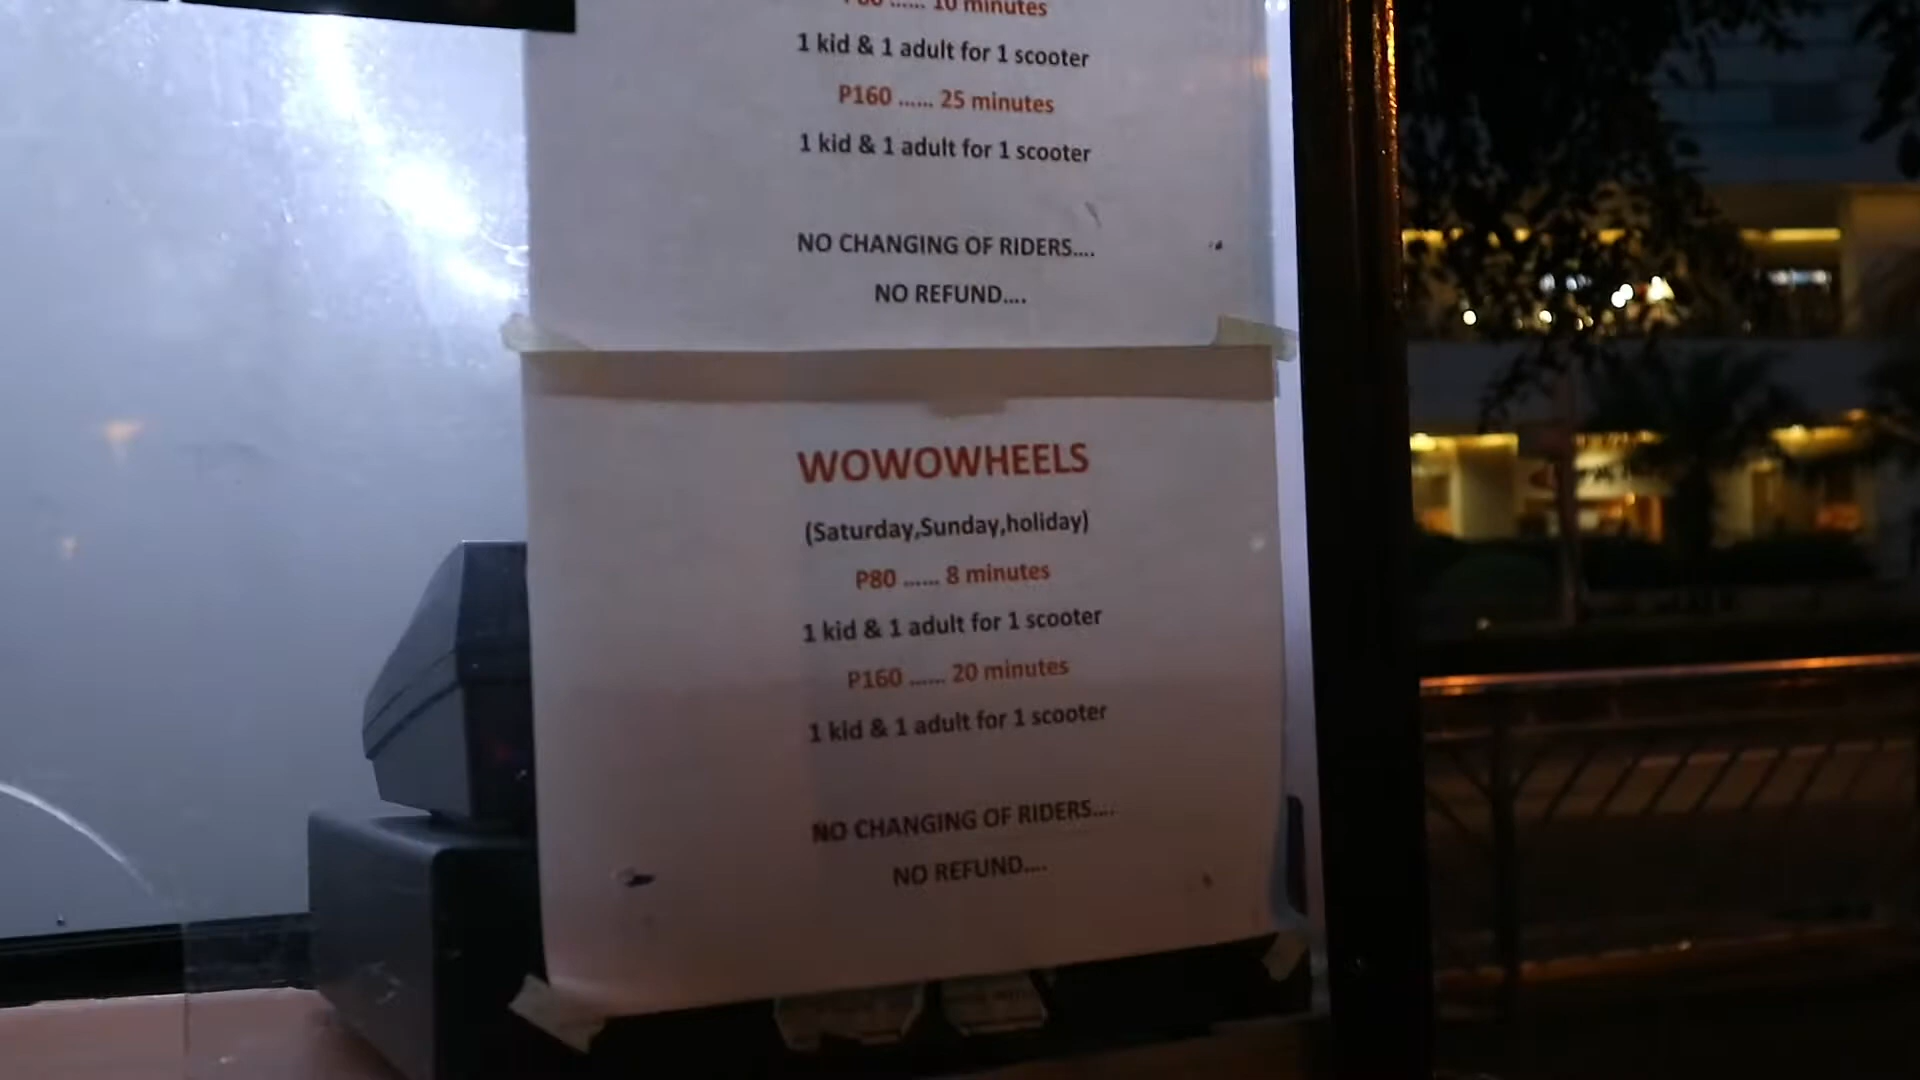 10 minutes
1 kid & 1 adult for 1 scooter
P160 ...... 25 minutes
1 kid & 1 adult for 1 scooter
NO CHANGING OF RIDERS....
NO REFUND....
WOWOWHEELS
(Saturday,Sunday,holiday)
P80 ...... 8 minutes
1 kid & 1 adult for 1 scooter
P160 ...... 20 minutes
1 kid & 1 adult for 1 scooter
NO CHANGING OF RIDERS....
NO REFUND....